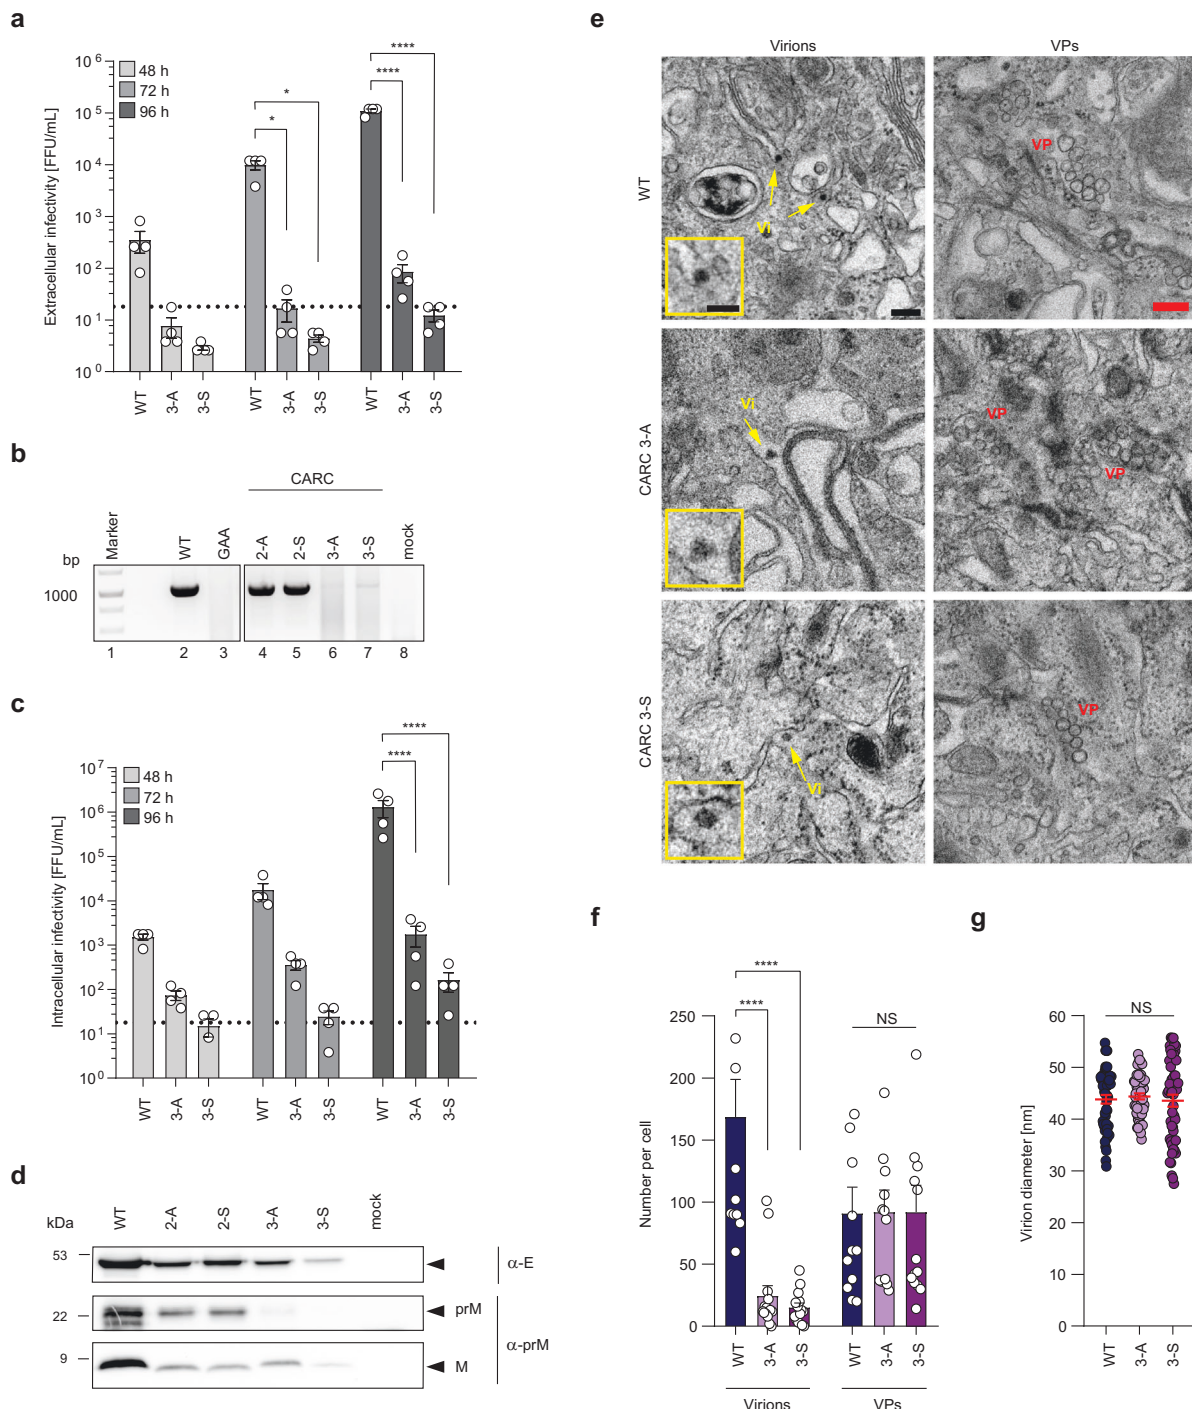 a
Extracellular infectivity [FFU/mL]
10^6
10^5
10^4
10^3
10^2
10^1
10^0
48 h
72 h
96 h
*
*
****
****
WT
3-A
3-S
WT
3-A
3-S
WT
3-A
3-S
b
CARC
bp
Marker
WT
GAA
2-A
2-S
3-A
3-S
mock
1000
1 2 3 4 5 6 7 8
c
Intracellular infectivity [FFU/mL]
10^7
10^6
10^5
10^4
10^3
10^2
10^1
10^0
48 h
72 h
96 h
****
****
WT
3-A
3-S
WT
3-A
3-S
WT
3-A
3-S
d
kDa
WT
2-A
2-S
3-A
3-S
mock
53
α-E
22
prM
α-prM
9
M
e
Virions
VPs
WT
Vi
VP
CARC 3-A
Vi
VP
VP
CARC 3-S
Vi
VP
f
Number per cell
250
200
150
100
50
0
****
****
NS
WT
3-A
3-S
WT
3-A
3-S
Virions
VPs
g
Virion diameter [nm]
60
50
40
30
20
10
0
NS
WT
3-A
3-S